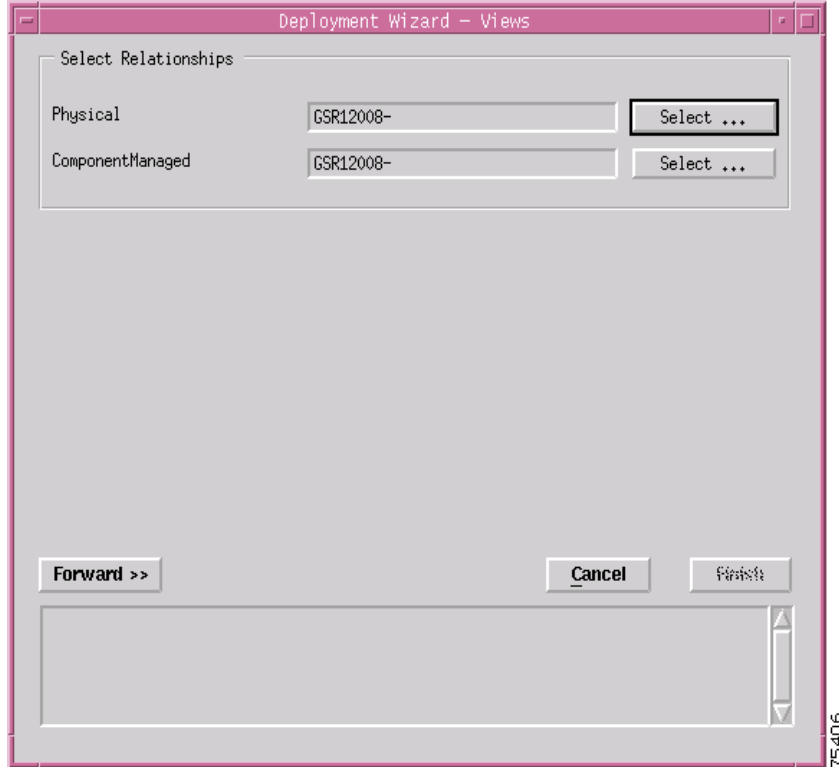 Deployment Wizard - Views
Select Relationships
Physical GSR12008- Select ...
ComponentManaged GSR12008- Select ...
Forward >> Cancel Finish
75406